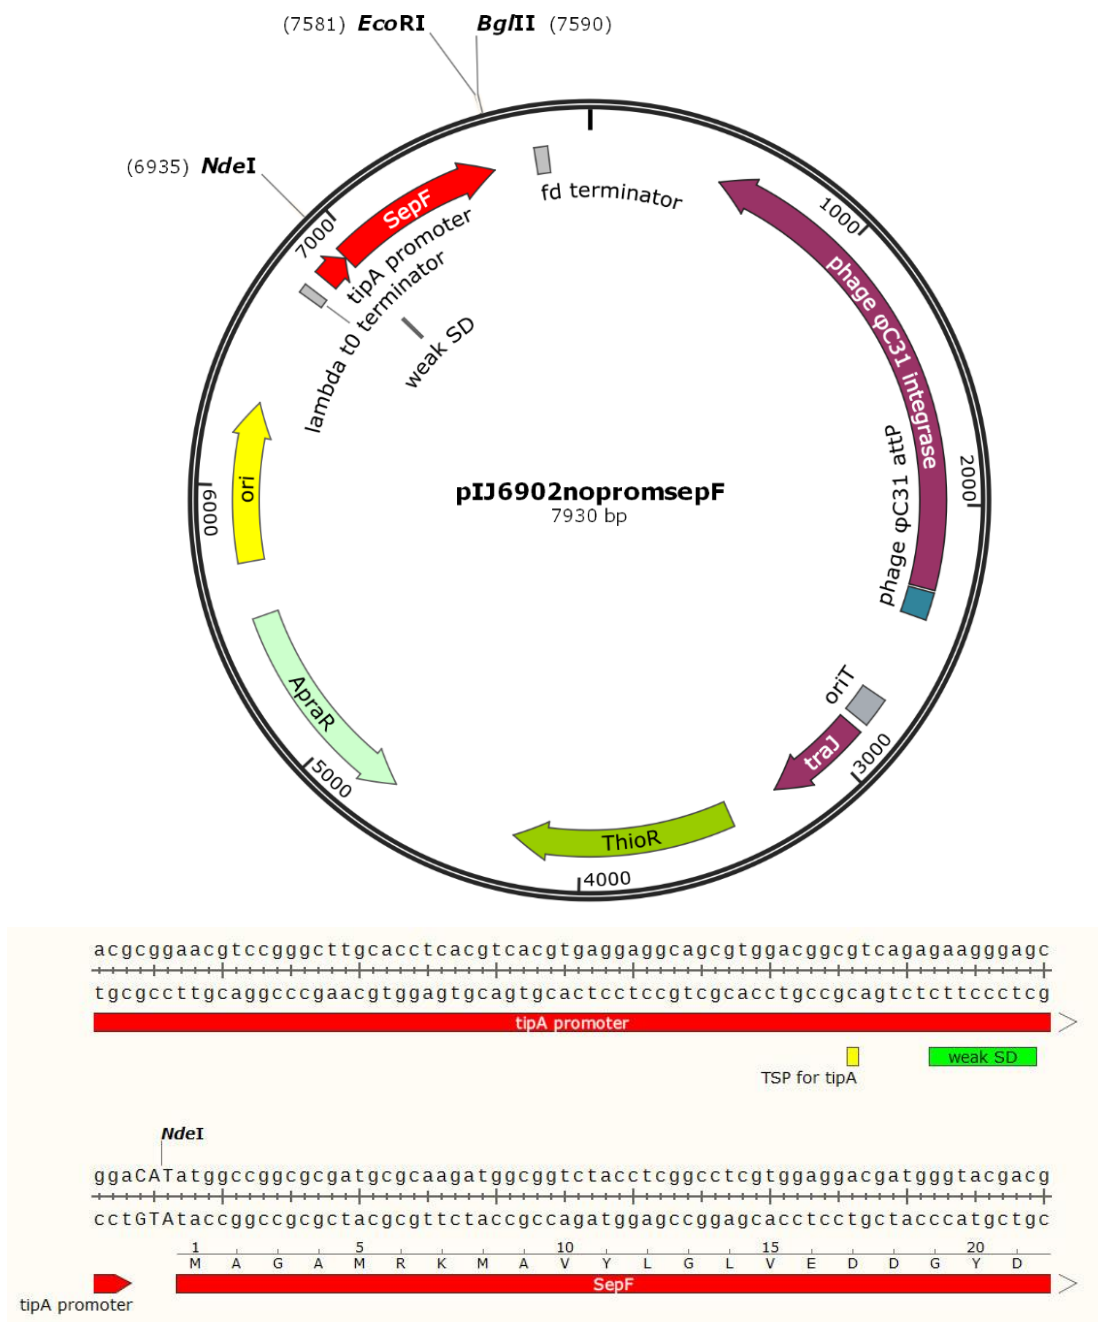 (7581) EcoRI BglII (7590)
(6935) NdeI
fd terminator
SepF
tipA promoter
lambda t0 terminator
weak SD
7000
1000
phage φC31 integrase
phage φC31 attP
2000
ori
6000
pIJ6902nopromsepF
7930 bp
oriT
traJ
3000
ApraR
5000
ThioR
4000
acgcggaacgtccgggcttgcacctcacgtcacgtgaggaggcagcgtggacggcgtcagagaagggagc
tgcgccttgcaggcccgaacgtggagtgcagtgcactcctccgtcgcacctgccgcagtctcttccctcg
tipA promoter
weak SD
TSP for tipA
NdeI
ggaCATatggccggcgcgatgcgcaagatggcggtctacctcggcctcgtggaggacgatgggtacgacg
cctGTAtaccggccgcgctacgcgttctaccgccagatggagccggagcacctcctgctacccatgctgc
1 5 10 15 20
M A G A M R K M A V Y L G L V E D D G Y D
SepF
tipA promoter